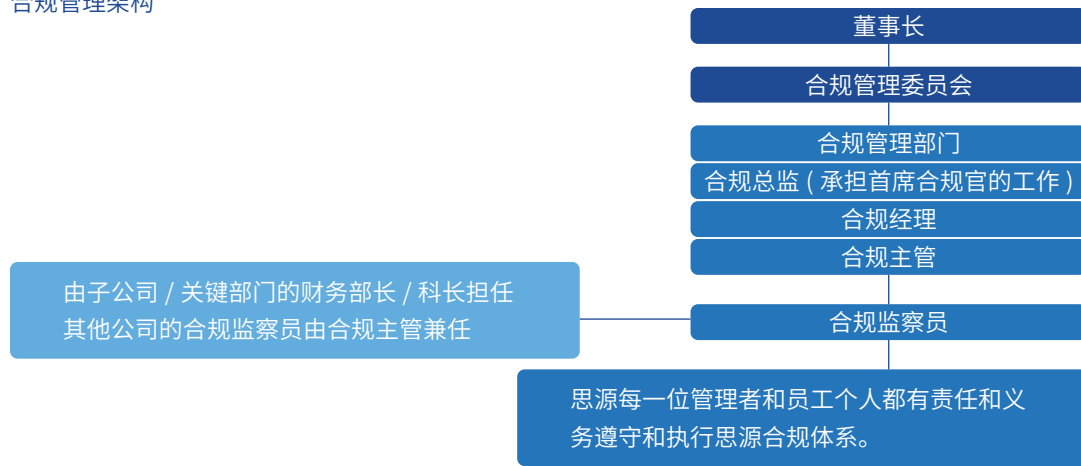 合规管理架构
董事长
合规管理委员会
合规管理部门
合规总监 ( 承担首席合规官的工作 )
合规经理
合规主管
由子公司 / 关键部门的财务部长 / 科长担任
其他公司的合规监察员由合规主管兼任
合规监察员
思源每一位管理者和员工个人都有责任和义
务遵守和执行思源合规体系。